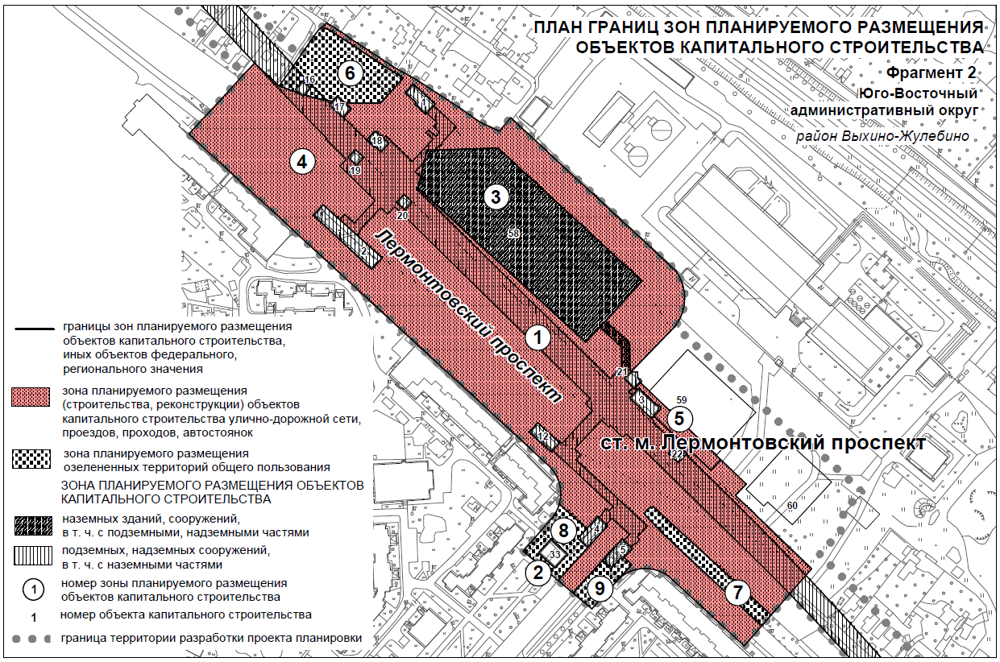 ПЛАН ГРАНИЦ ЗОН ПЛАНИРУЕМОГО РАЗМЕЩЕНИЯ
ОБЪЕКТОВ КАПИТАЛЬНОГО СТРОИТЕЛЬСТВА
Фрагмент 2
Юго-Восточный
административный округ
район Выхино-Жулебино
6
16
17
1
18
4
19
3
20
58
2
Лермонтовский проспект
1
21
3
59
5
12
ст. м. Лермонтовский проспект
22
60
8
4
33
5
2
9
7
границы зон планируемого размещения
объектов капитального строительства,
иных объектов федерального,
регионального значения
зона планируемого размещения
(строительства, реконструкции) объектов
капитального строительства улично-дорожной сети,
проездов, проходов, автостоянок
зона планируемого размещения
озелененных территорий общего пользования
ЗОНА ПЛАНИРУЕМОГО РАЗМЕЩЕНИЯ ОБЪЕКТОВ
КАПИТАЛЬНОГО СТРОИТЕЛЬСТВА
наземных зданий, сооружений,
в т. ч. с подземными, надземными частями
подземных, надземных сооружений,
в т. ч. с наземными частями
1
номер зоны планируемого размещения
объектов капитального строительства
1
номер объекта капитального строительства
граница территории разработки проекта планировки